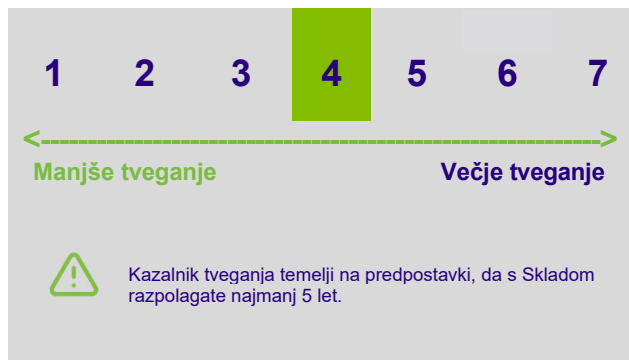 1 2 3 4 5 6 7
Manjše tveganje Večje tveganje
Kazalnik tveganja temelji na predpostavki, da s Skladom
razpolagate najmanj 5 let.